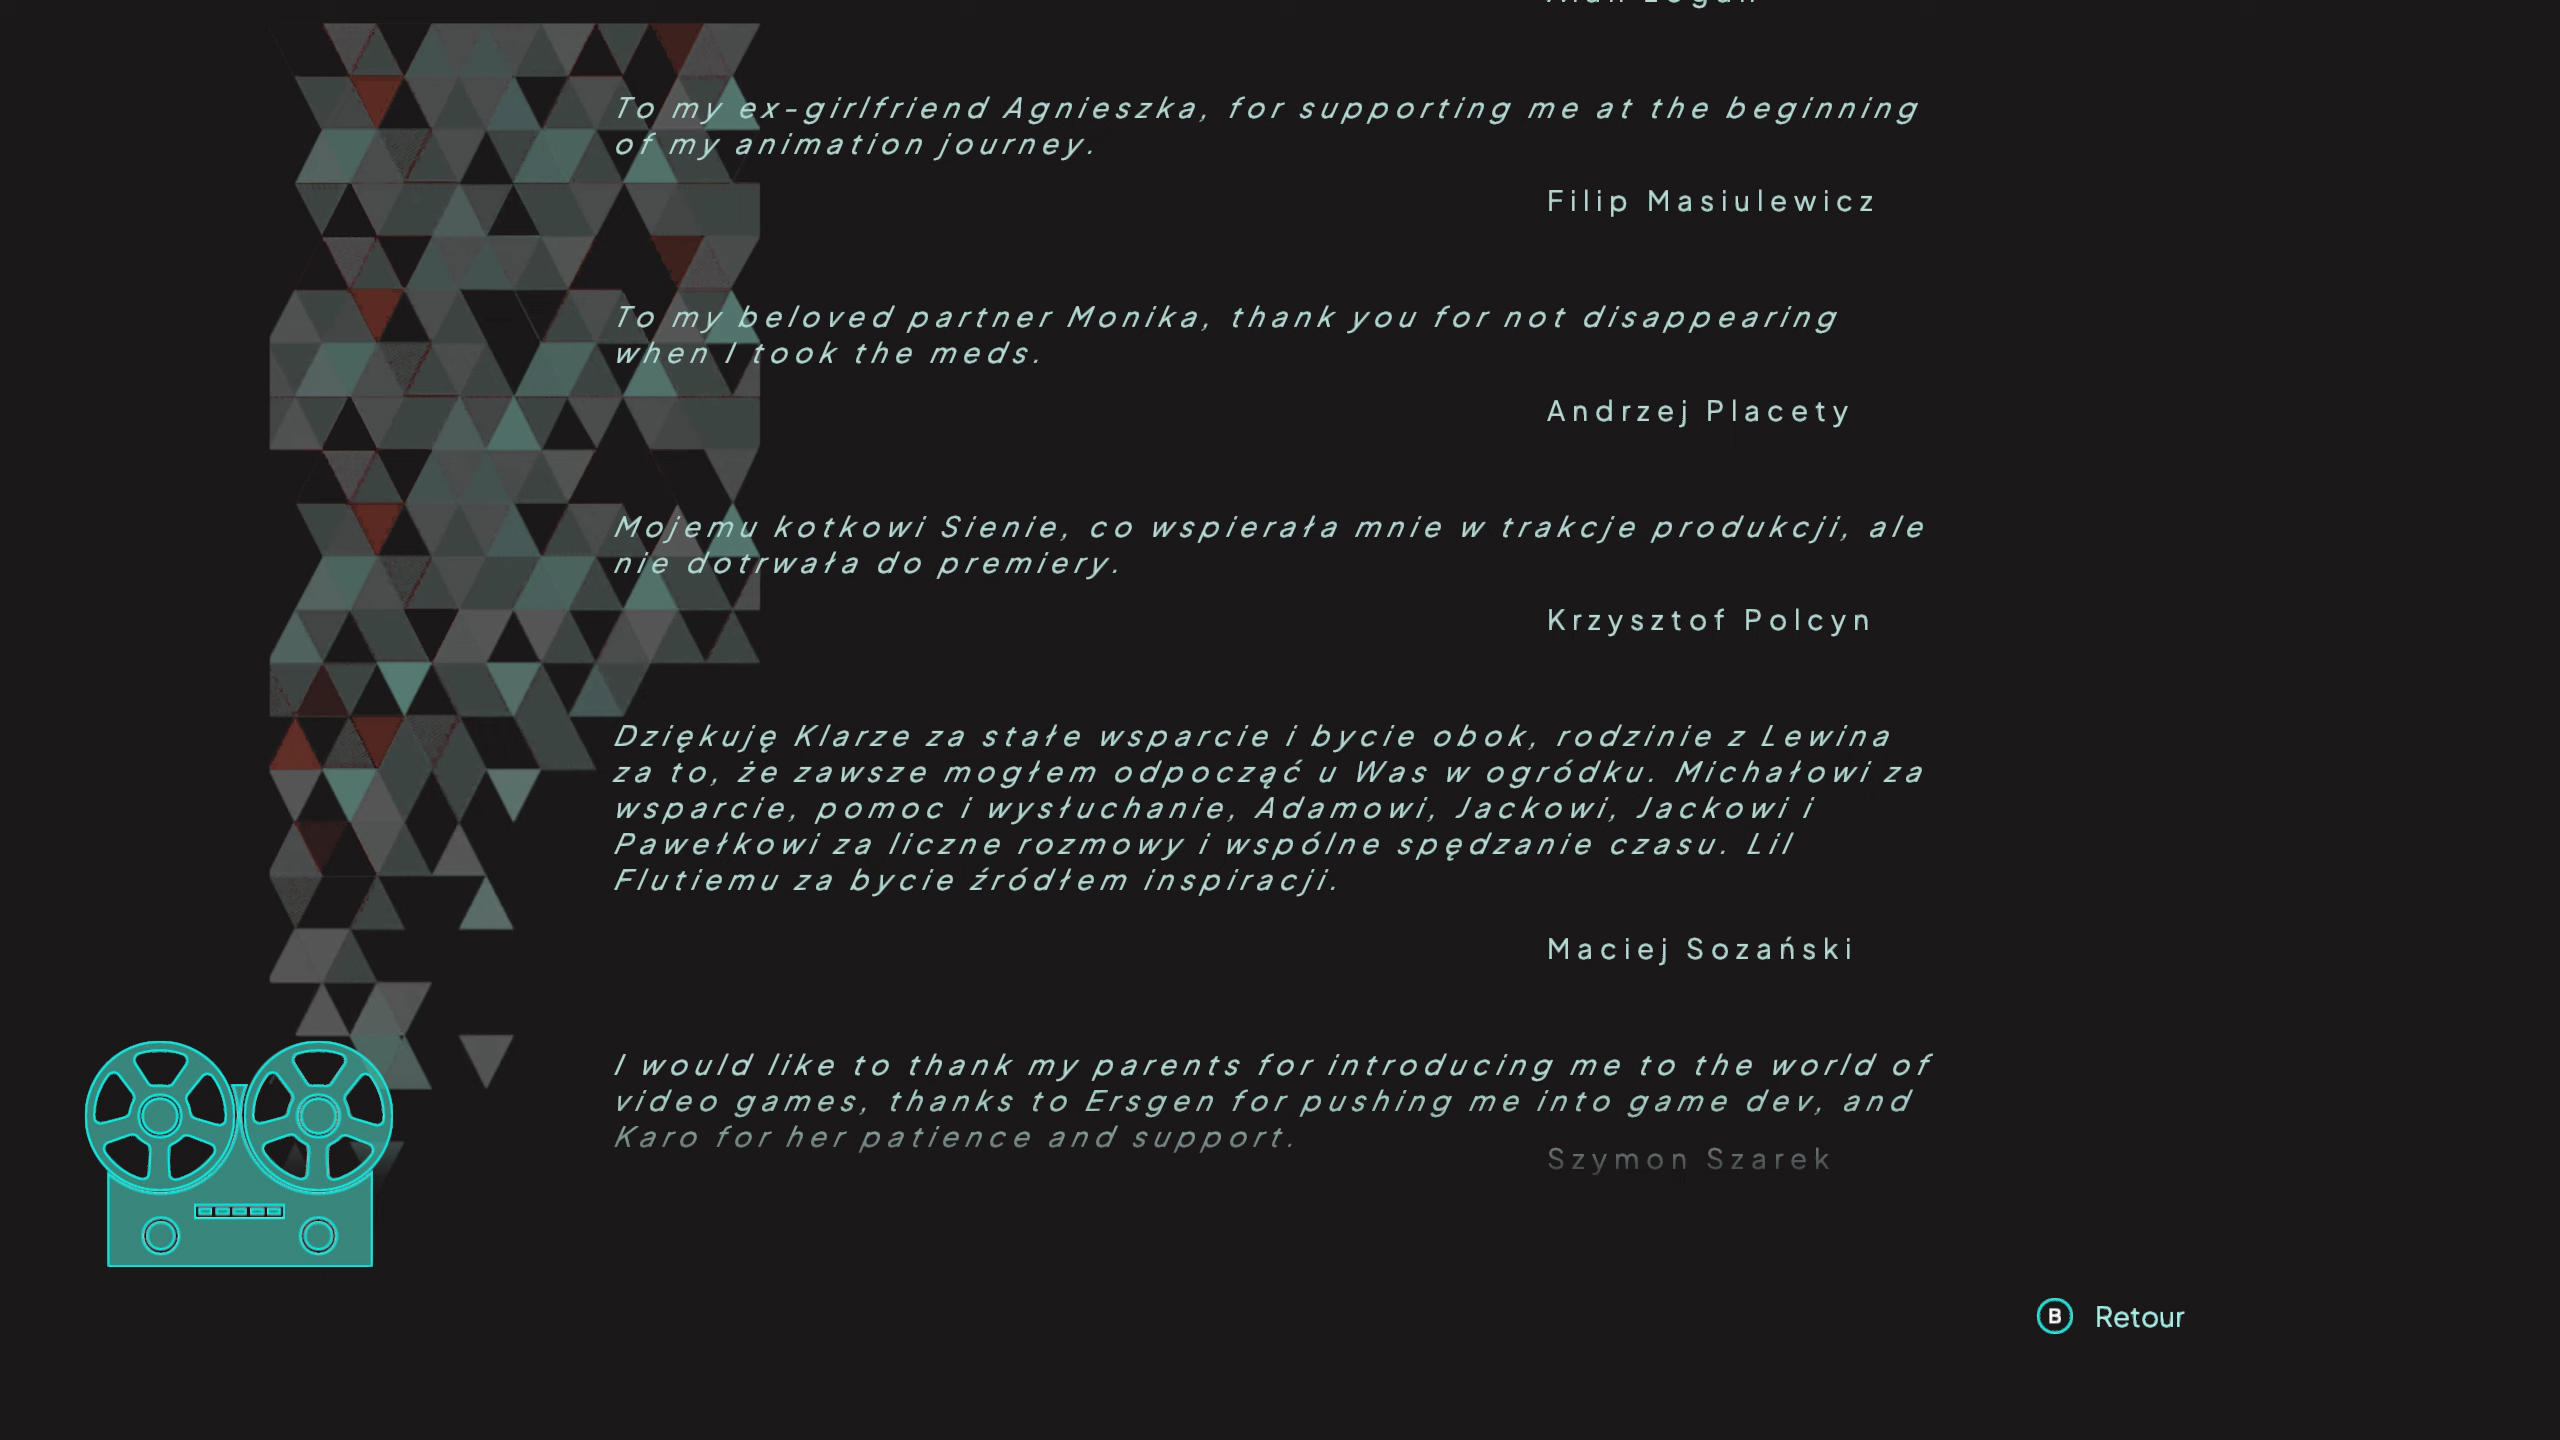 To my ex-girlfriend Agnieszka, for supporting me at the beginning
of my animation journey.
Filip Masiulewicz
To my beloved partner Monika, thank you for not disappearing
when I took the meds.
Andrzej Placety
Mojemu kotkowi Sienie, co wspierała mnie w trakcje produkcji, ale
nie dotrwała do premiery.
Krzysztof Polcyn
Dziękuję Klarze za stałe wsparcie i bycie obok, rodzinie z Lewina
za to, że zawsze mogłem odpocząć u Was w ogródku. Michałowi za
wsparcie, pomoc i wysłuchanie, Adamowi, Jackowi, Jackowi i
Pawełkowi za liczne rozmowy i wspólne spędzanie czasu. Lil
Flutiemu za bycie źródłem inspiracji.
Maciej Sozański
I would like to thank my parents for introducing me to the world of
video games, thanks to Ersgen for pushing me into game dev, and
Karo for her patience and support.
Szymon Szarek
B Retour